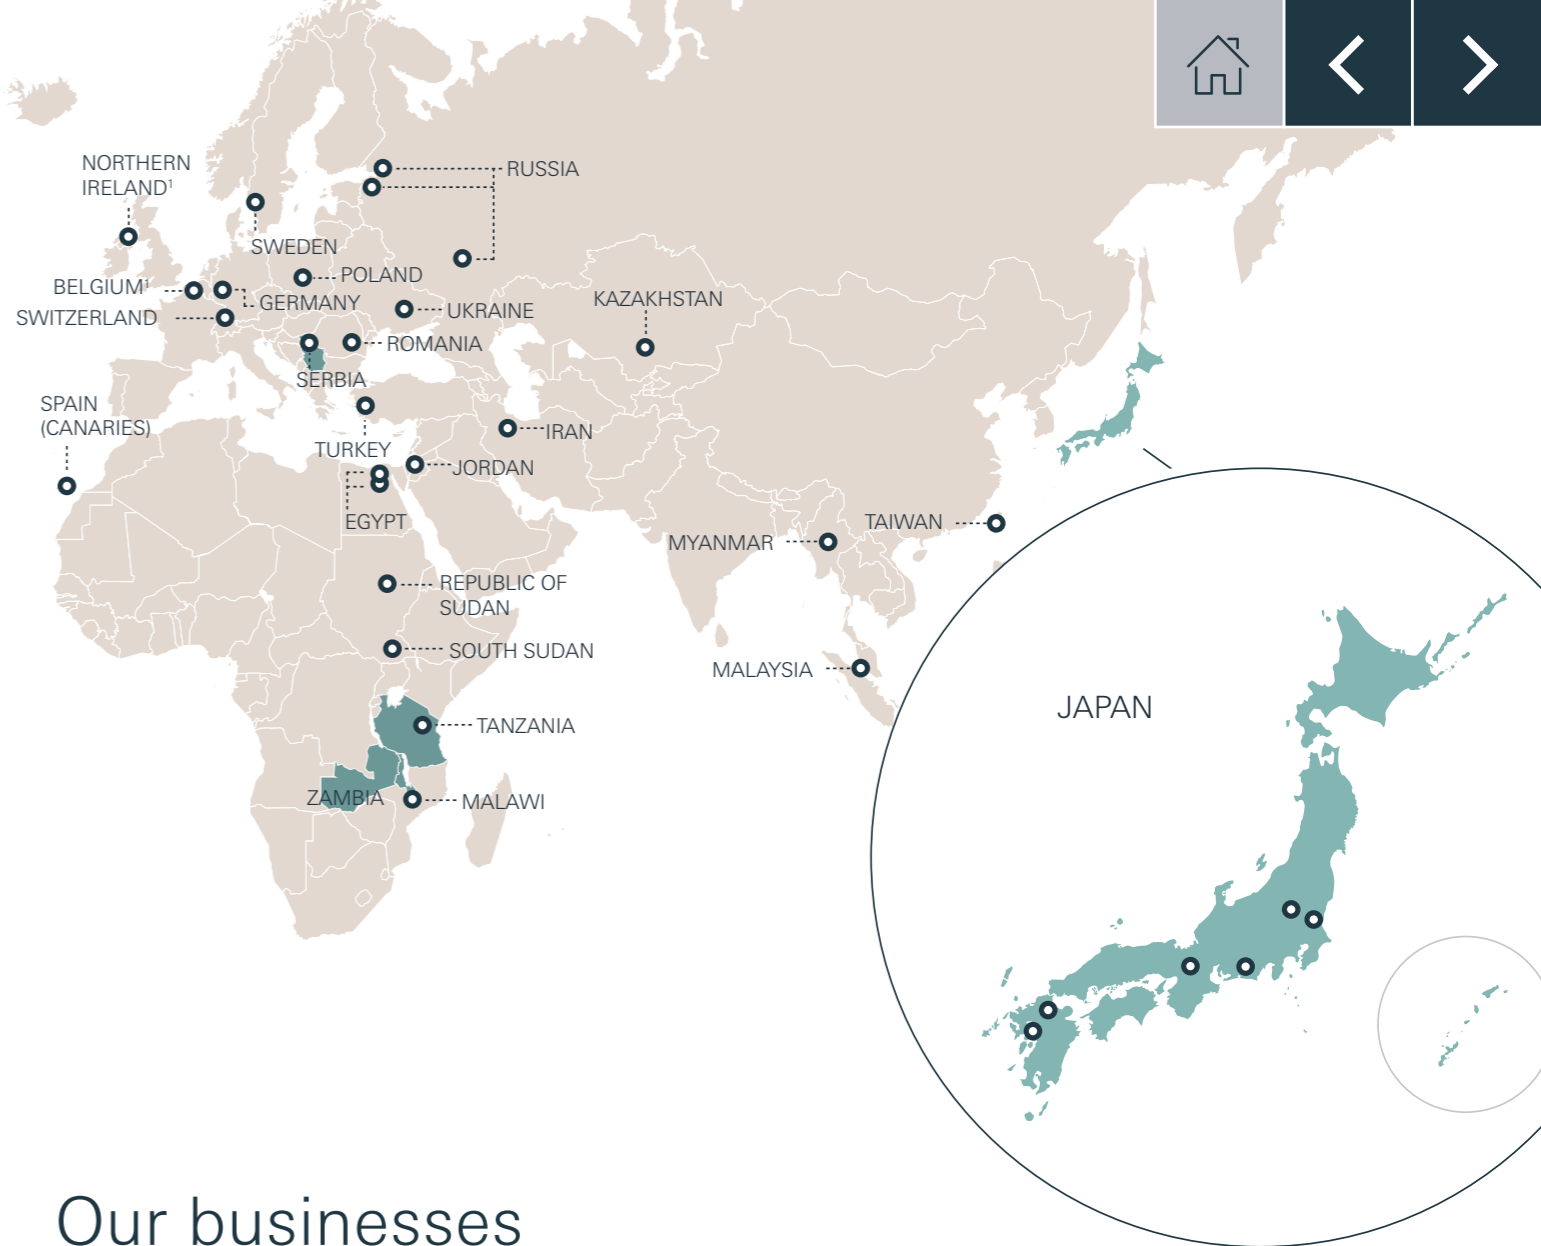 NORTHERN
IRELAND¹
RUSSIA
SWEDEN
POLAND
BELGIUM¹
GERMANY
SWITZERLAND
UKRAINE
KAZAKHSTAN
ROMANIA
SERBIA
SPAIN
(CANARIES)
TURKEY
IRAN
JORDAN
EGYPT
TAIWAN
MYANMAR
REPUBLIC OF
SUDAN
SOUTH SUDAN
MALAYSIA
JAPAN
TANZANIA
ZAMBIA
MALAWI
Our businesses